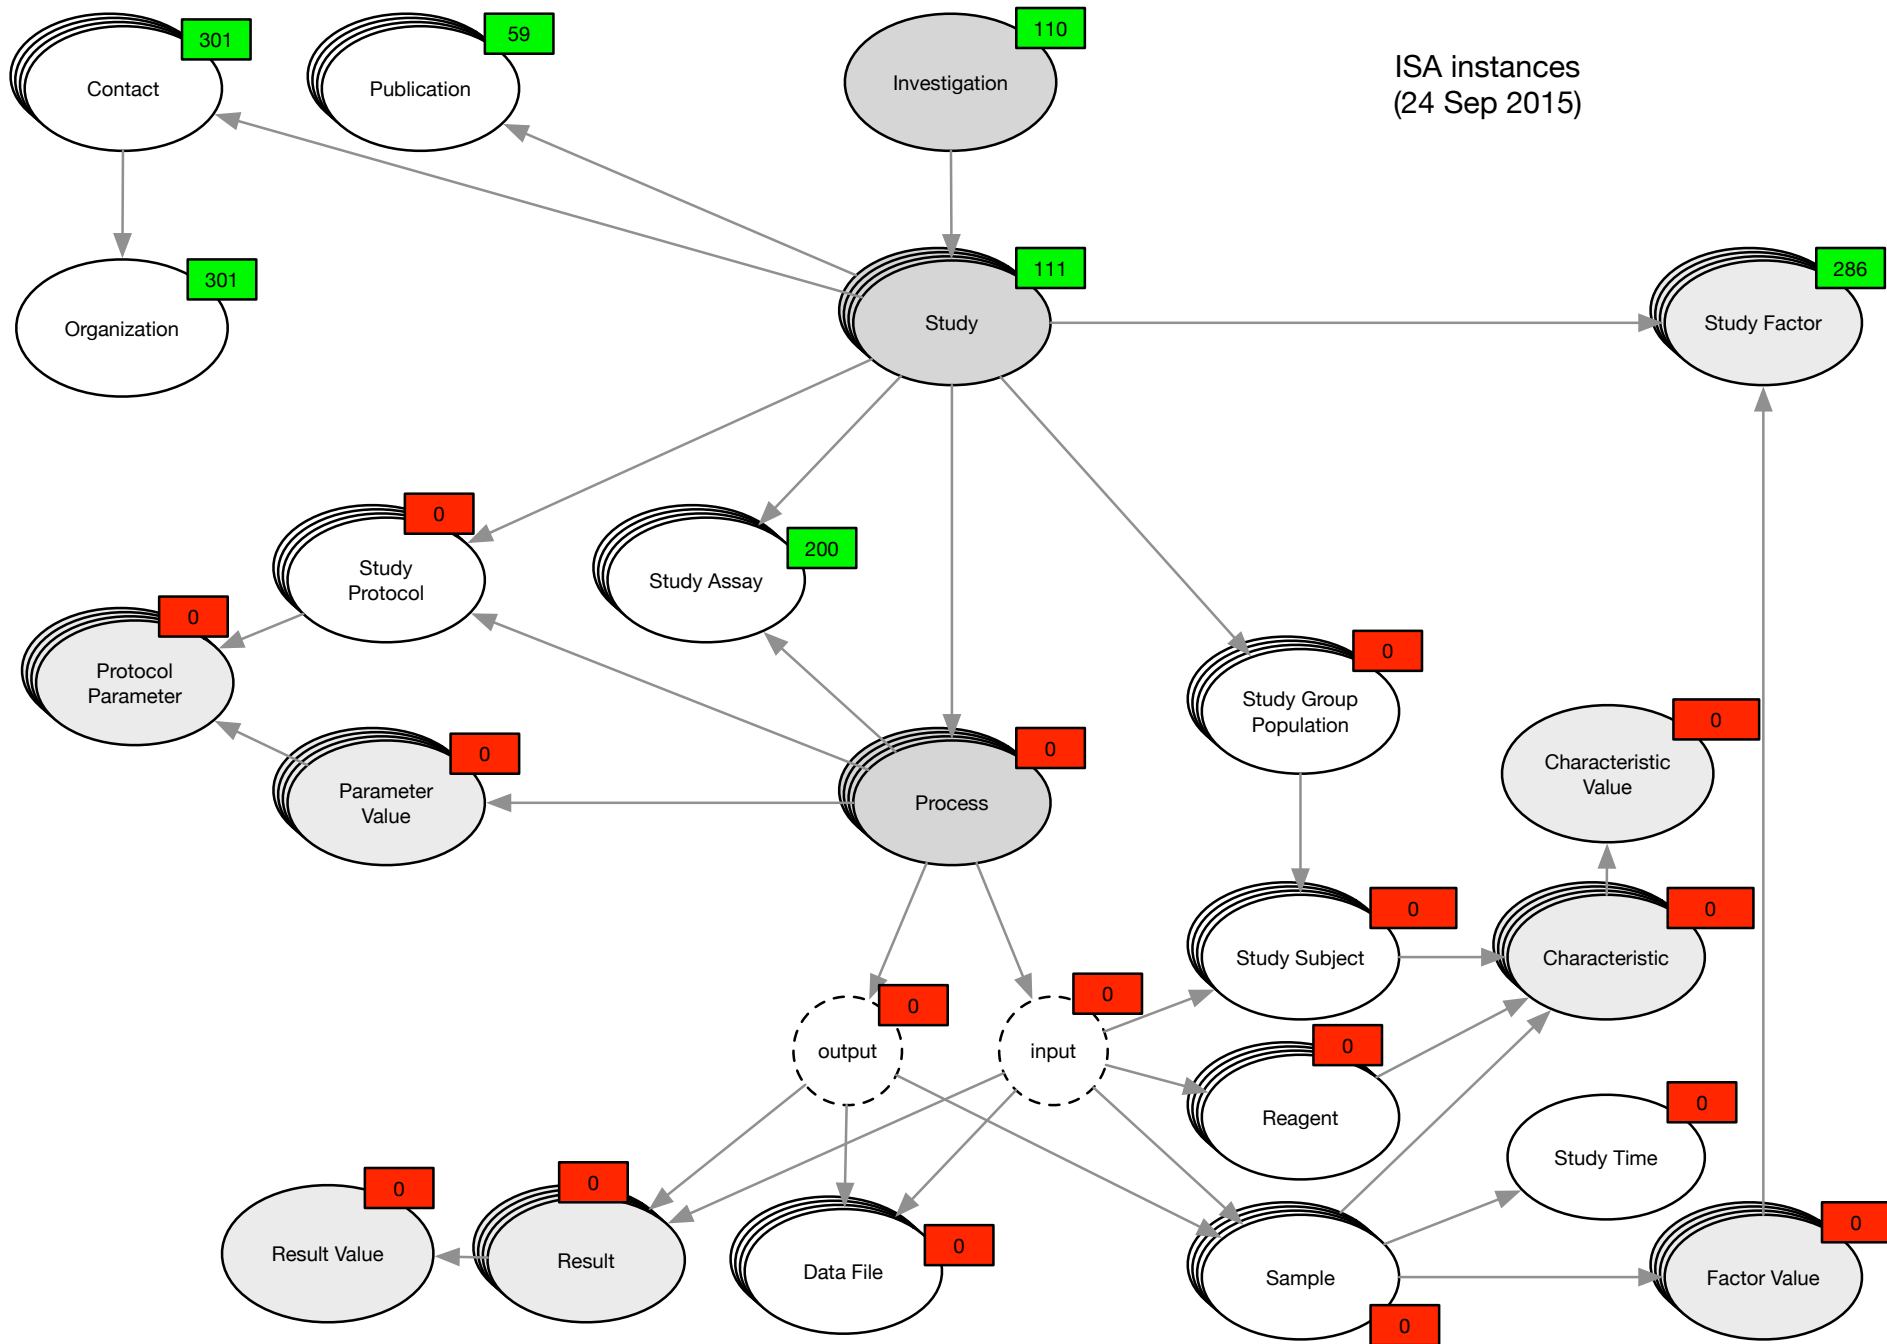 301
59
110
Contact
Publication
Investigation
ISA instances
(24 Sep 2015)
301
111
286
Organization
Study
Study Factor
0
200
Study
Protocol
Study Assay
0
0
Protocol
Parameter
Study Group
Population
0
0
0
Parameter
Value
Process
Characteristic
Value
0
0
Study Subject
Characteristic
0
0
output
input
0
Reagent
0
Study Time
0
0
0
0
Result Value
Result
Data File
Sample
Factor Value
0
0